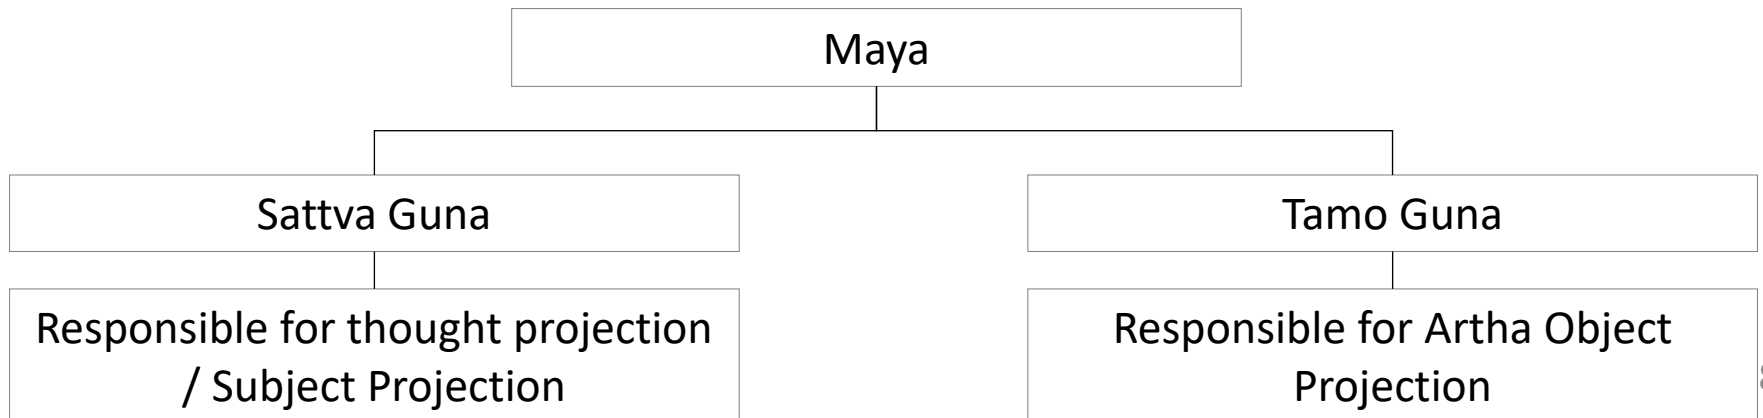 Maya
Sattva Guna
Tamo Guna
Responsible for thought projection
/ Subject Projection
Responsible for Artha Object
Projection